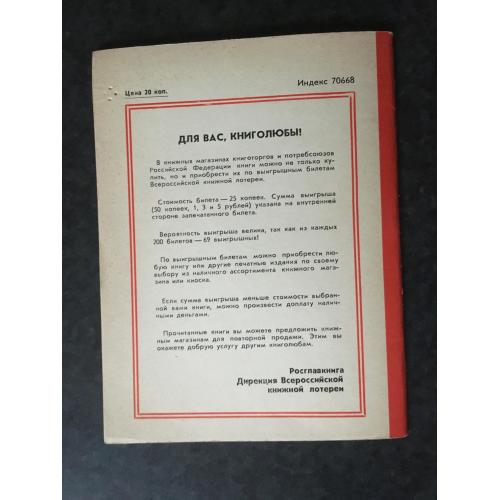 Цена 20 коп.
Индекс 70668
ДЛЯ ВАС, КНИГОЛЮБЫ!
В книжных магазинах книготоргов и потребсоюзов
Российской Федерации книги можно не только ку-
пить, но и приобрести их по выигрышным билетам
Всероссийской книжной лотереи.
Стоимость билета — 25 копеек. Сумма выигрыша
(50 копеек, 1, 3 и 5 рублей) указана на внутренней
стороне запечатанного билета.
Вероятность выигрыша велика, так как из каждых
200 билетов — 69 выигрышных!
По выигрышным билетам можно приобрести лю-
бую книгу или другие печатные издания по своему
выбору из наличного ассортимента книжного мага-
зина или киоска.
Если сумма выигрыша меньше стоимости выбран-
ной вами книги, можно произвести доплату налич-
ными деньгами.
Прочитанные книги вы можете предложить книж-
ным магазинам для повторной продажи. Этим вы
окажете добрую услугу другим книголюбам.
Росглавкнига
Дирекция Всероссийской
книжной лотереи